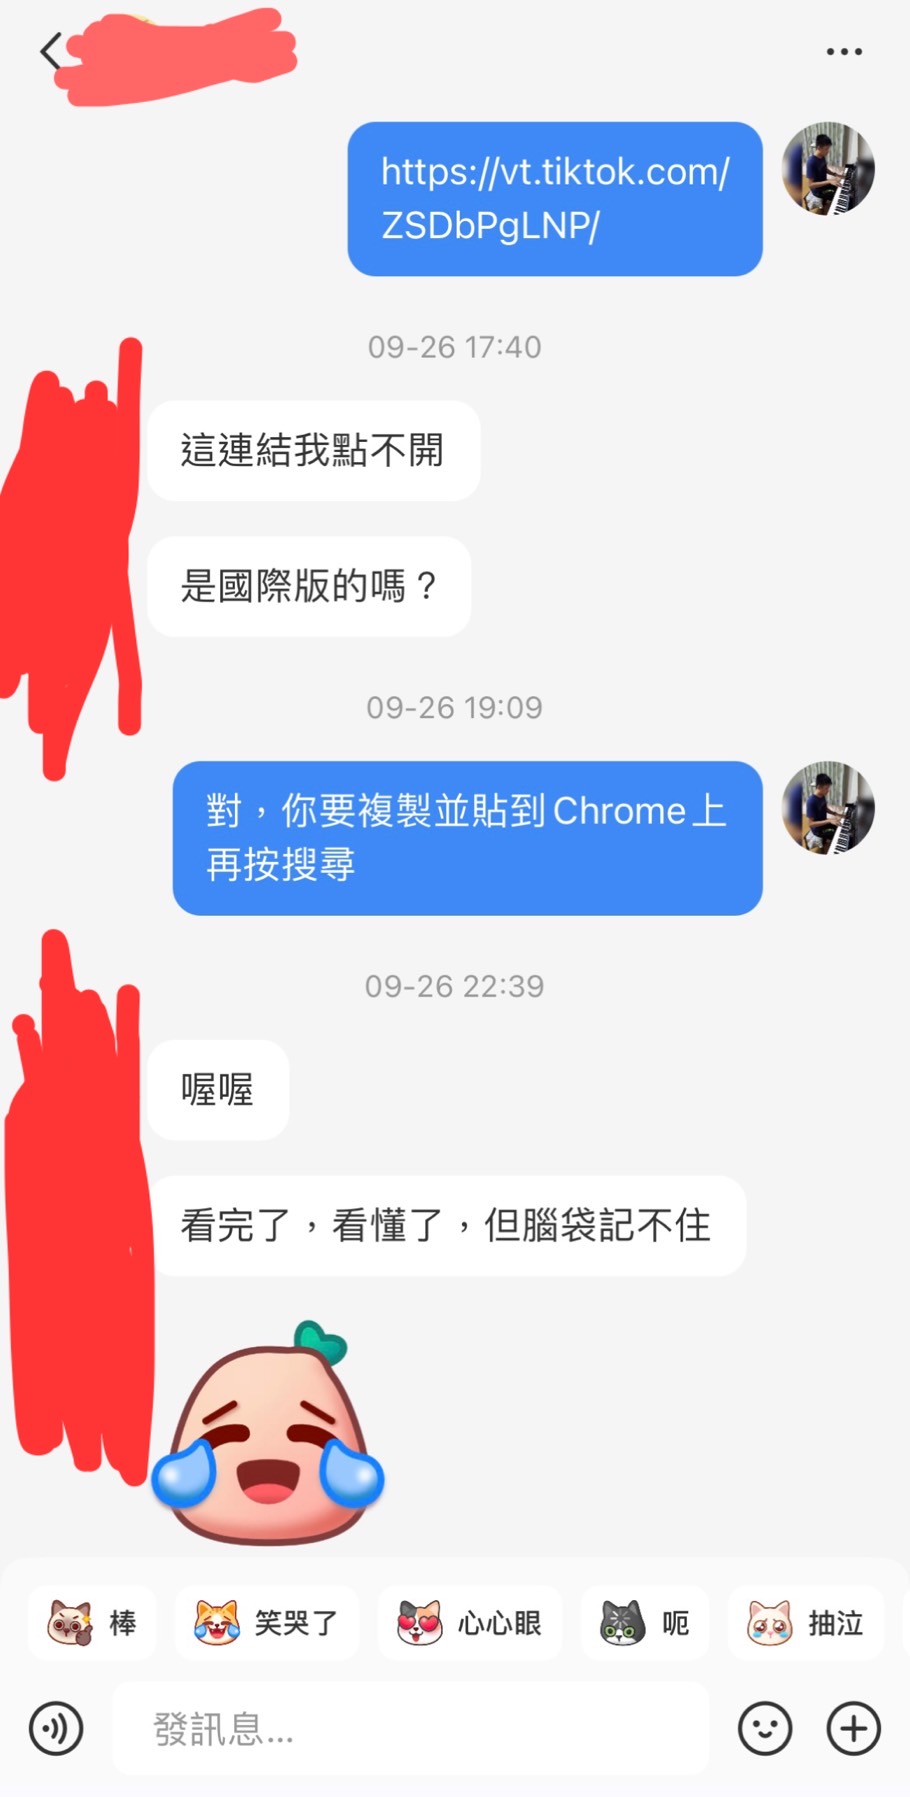 https://vt.tiktok.com/
ZSDbPgLNP/
09-26 17:40
這連結我點不開
是國際版的嗎？
09-26 19:09
對，你要複製並貼到Chrome上
再按搜尋
09-26 22:39
喔喔
看完了，看懂了，但腦袋記不住
棒 笑哭了 心心眼 呃 抽泣
發訊息...